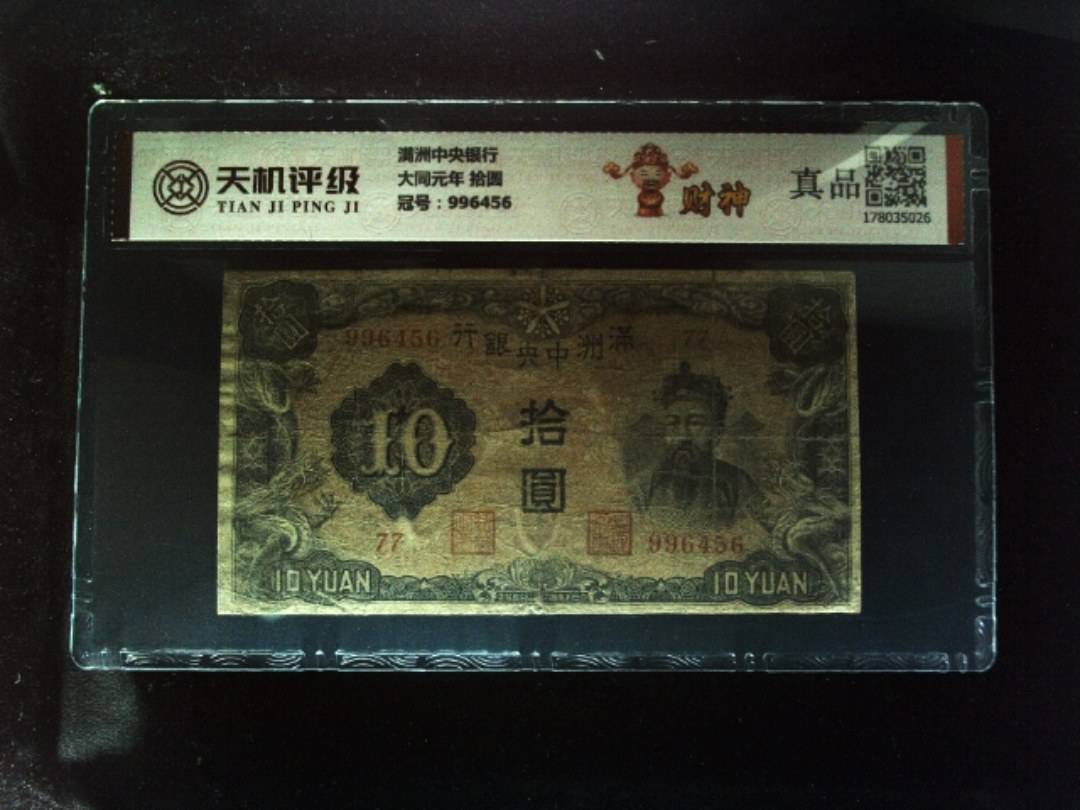 天机评级
TIAN JI PING JI
满洲中央银行
大同元年 拾圆
冠号：996456
财神
真品
178035026
996456
行銀央中洲滿
77
10
拾
圓
77
996456
10 YUAN
10 YUAN